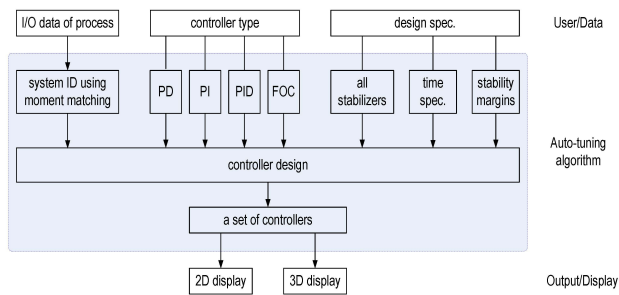 I/O data of process
controller type
design spec.
User/Data
system ID using
moment matching
PD
PI
PID
FOC
all
stabilizers
time
spec.
stability
margins
Auto-tuning
algorithm
controller design
a set of controllers
2D display
3D display
Output/Display